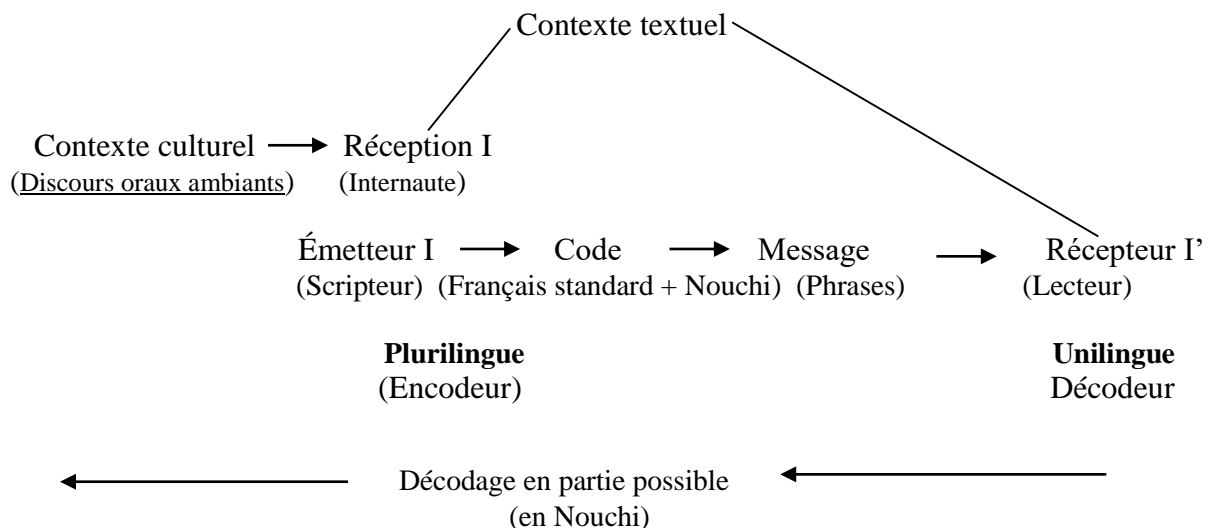 Contexte textuel
Contexte culturel Réception I
(Discours oraux ambiants) (Internaute)
Émetteur I Code Message Récepteur I’
(Scripteur) (Français standard + Nouchi) (Phrases) (Lecteur)
Plurilingue Unilingue
(Encodeur) Décodeur
Décodage en partie possible
(en Nouchi)